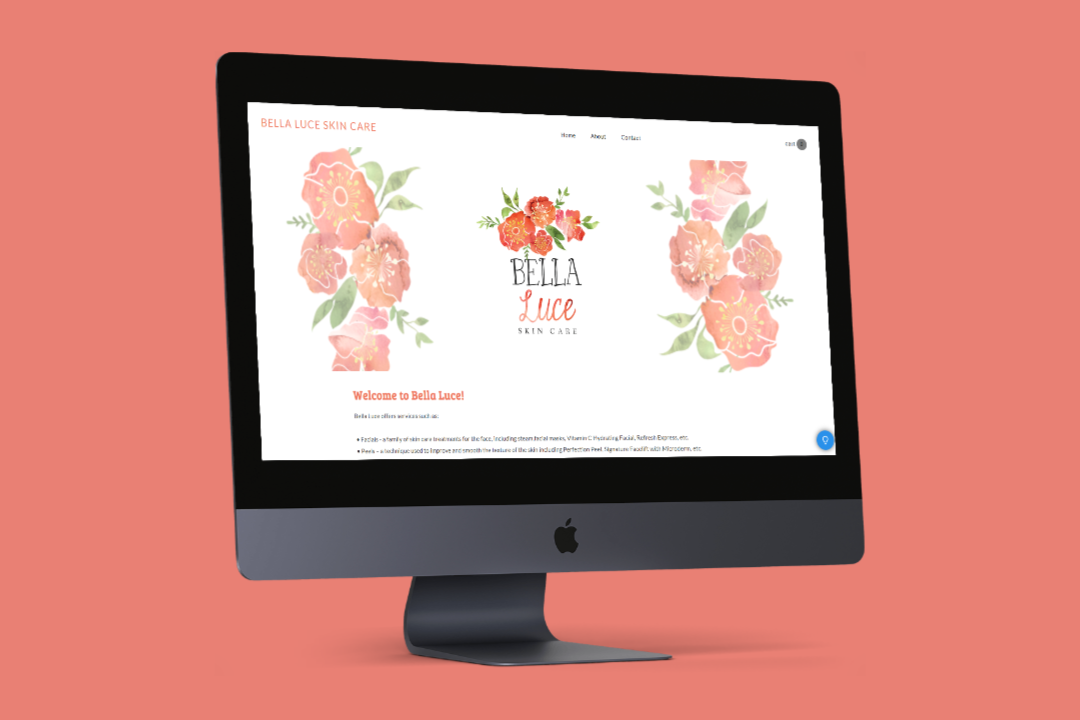 BELLA LUCE SKIN CARE
Home About Contact
BELLA
Luce
SKIN CARE
Welcome to Bella Luce!
Bella Luce offers services such as:
• Facials - a family of skin care treatments for the face, including steam, facial masks, Vitamin C Hydrating Facial, Refresh Express, etc.
• Peels - a technique used to improve and smooth the texture of the skin including Perfection Peel, Signature Facelift with Microderms, etc.